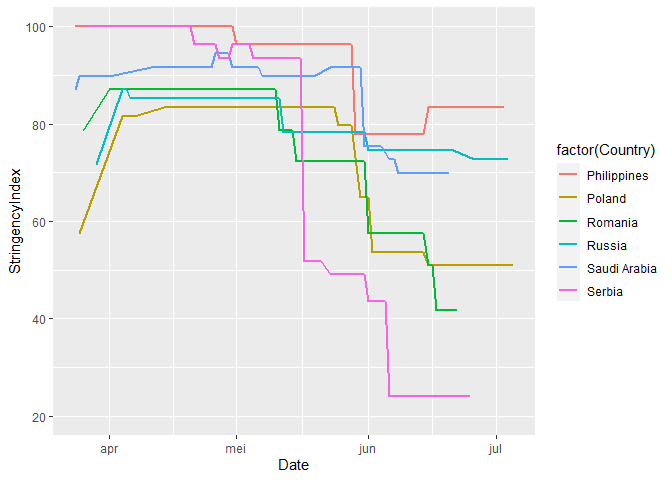 100
80
60
40
20
StringencyIndex
apr
mei
jun
jul
Date
factor(Country)
Philippines
Poland
Romania
Russia
Saudi Arabia
Serbia